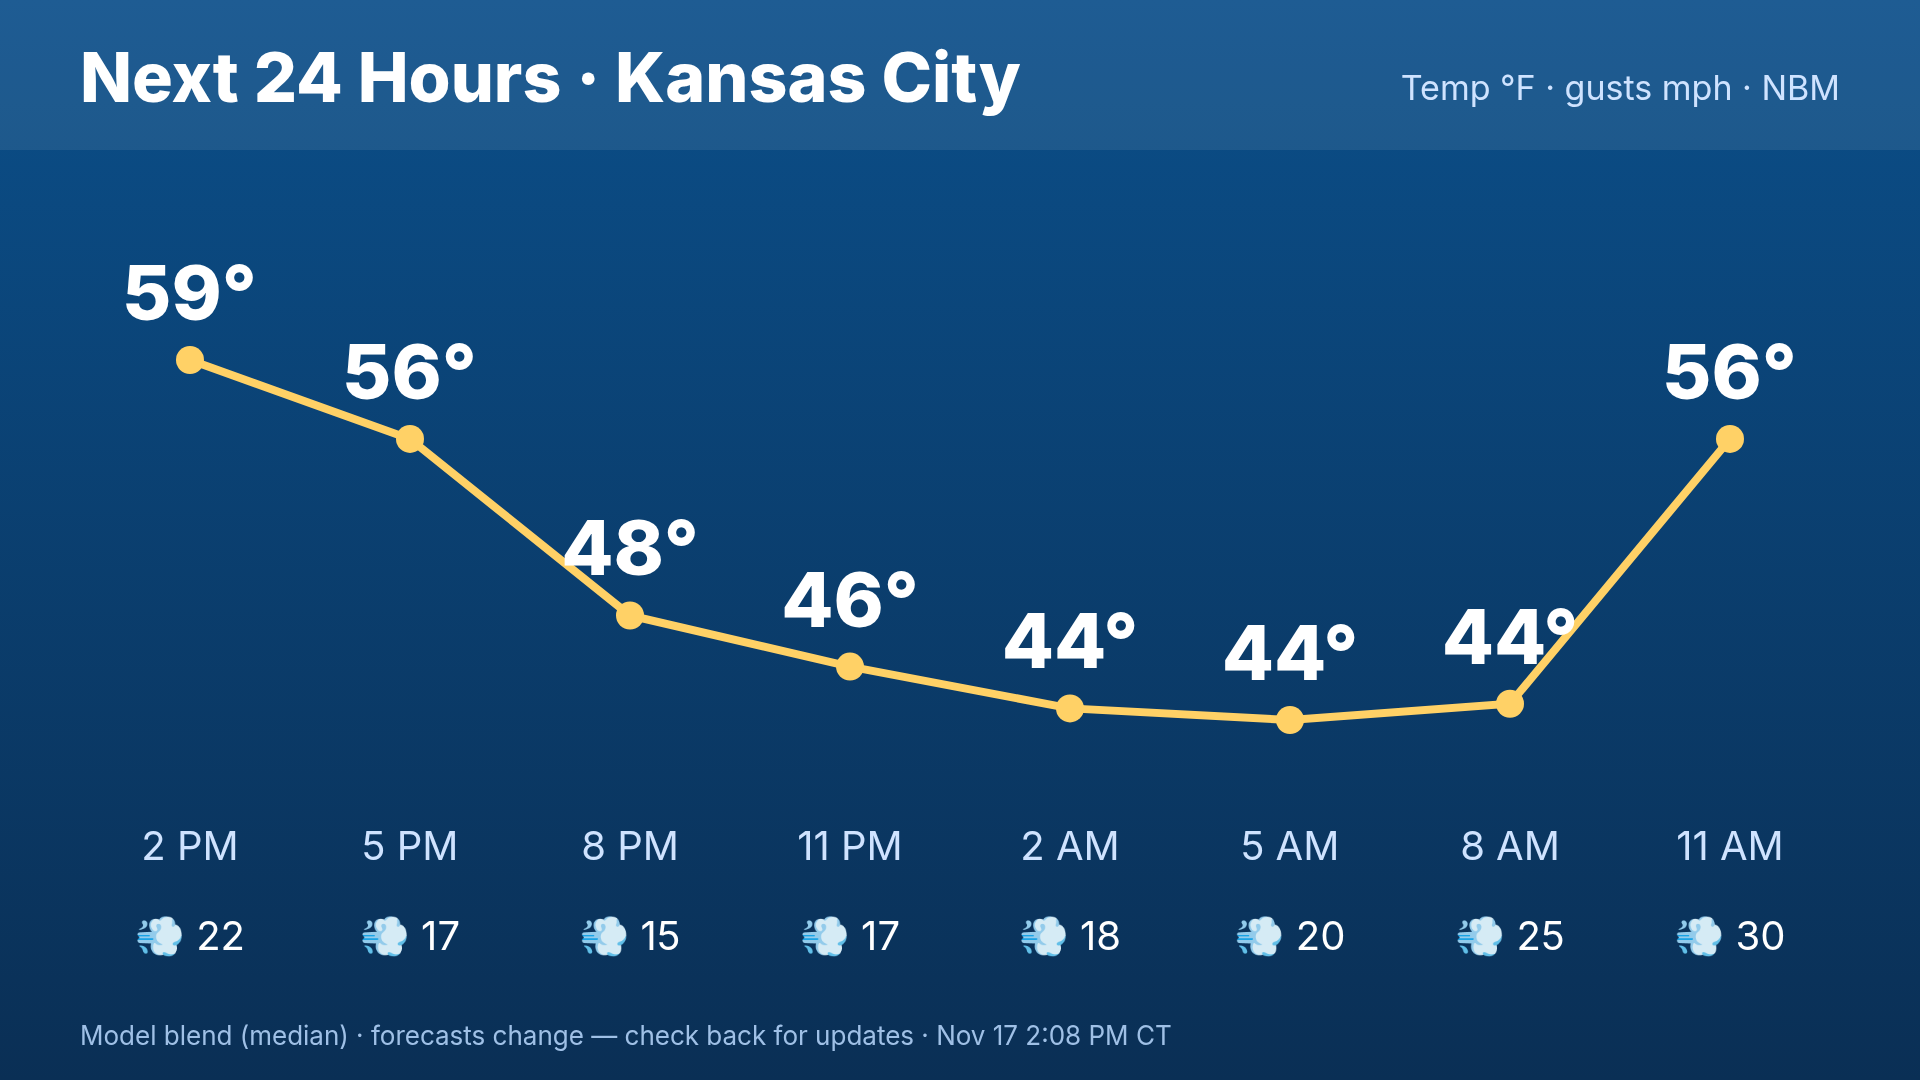 Next 24 Hours · Kansas City
Temp °F · gusts mph · NBM
59°
56°
48°
46°
44°
44°
44°
56°
2 PM 5 PM 8 PM 11 PM 2 AM 5 AM 8 AM 11 AM
💨 22 💨 17 💨 15 💨 17 💨 18 💨 20 💨 25 💨 30
Model blend (median) · forecasts change — check back for updates · Nov 17 2:08 PM CT